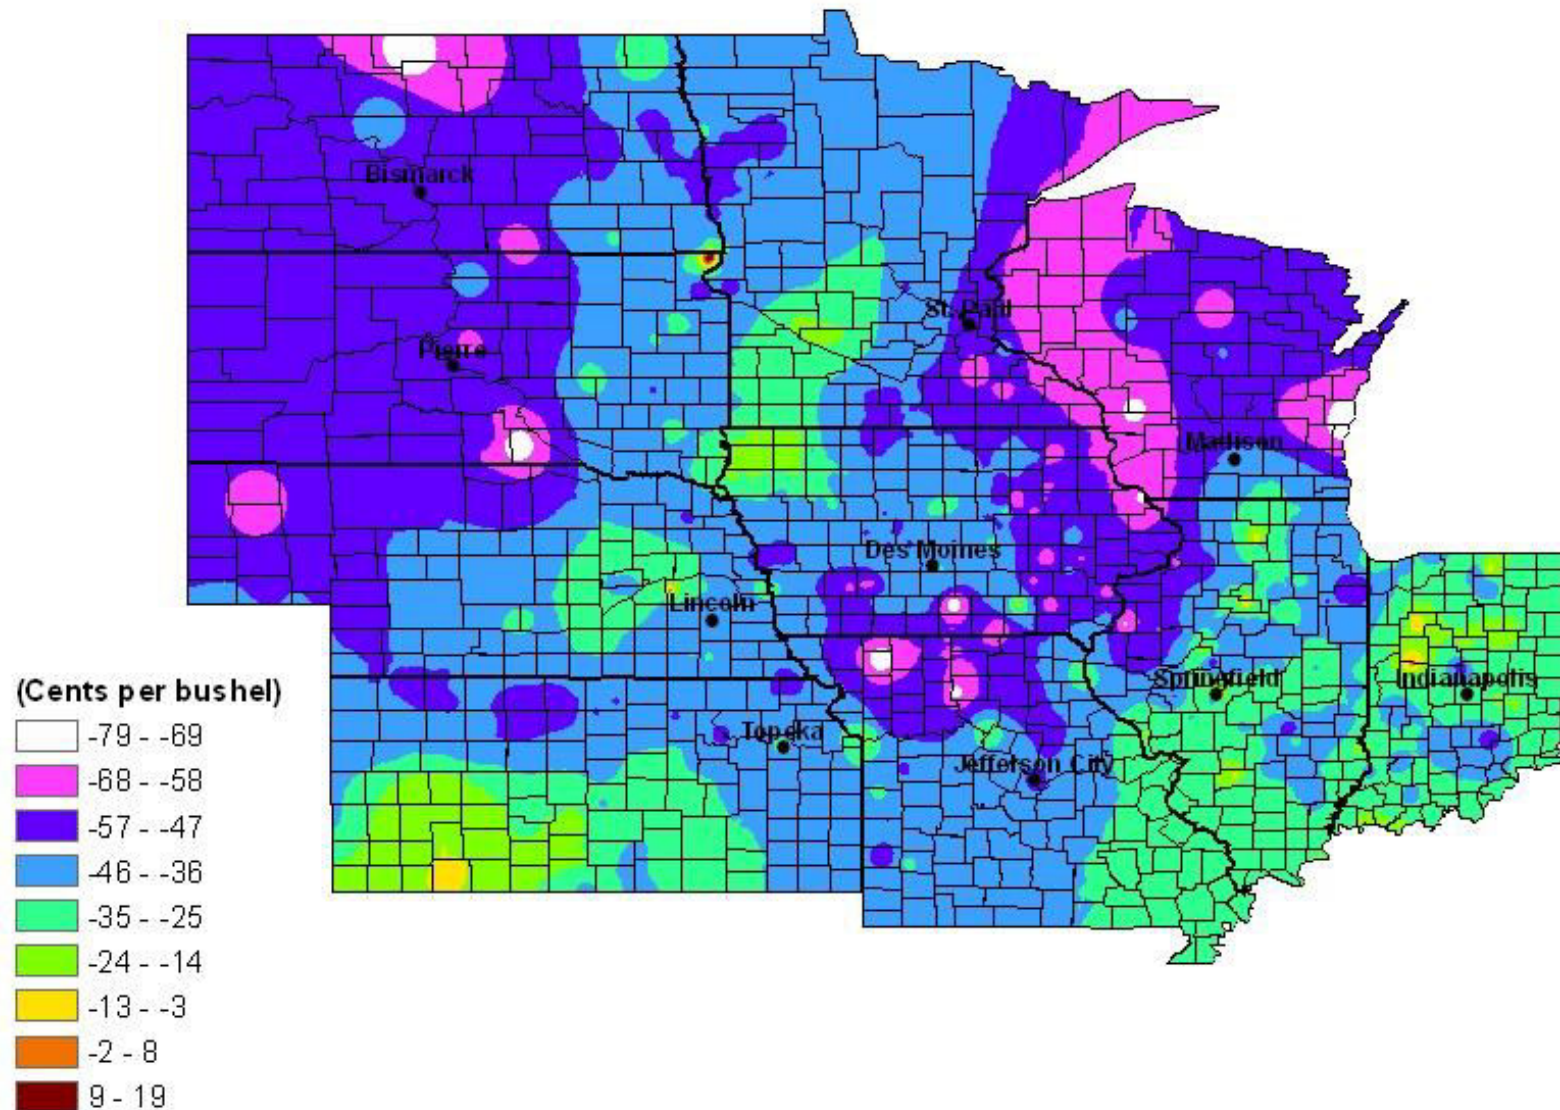 Bismarck
St. Paul
Pierre
Madison
Des Moines
Lincoln
Springfield
Indianapolis
Topeka
Jefferson City
(Cents per bushel)
-79 - -69
-68 - -58
-57 - -47
-46 - -36
-35 - -25
-24 - -14
-13 - -3
-2 - 8
9 - 19